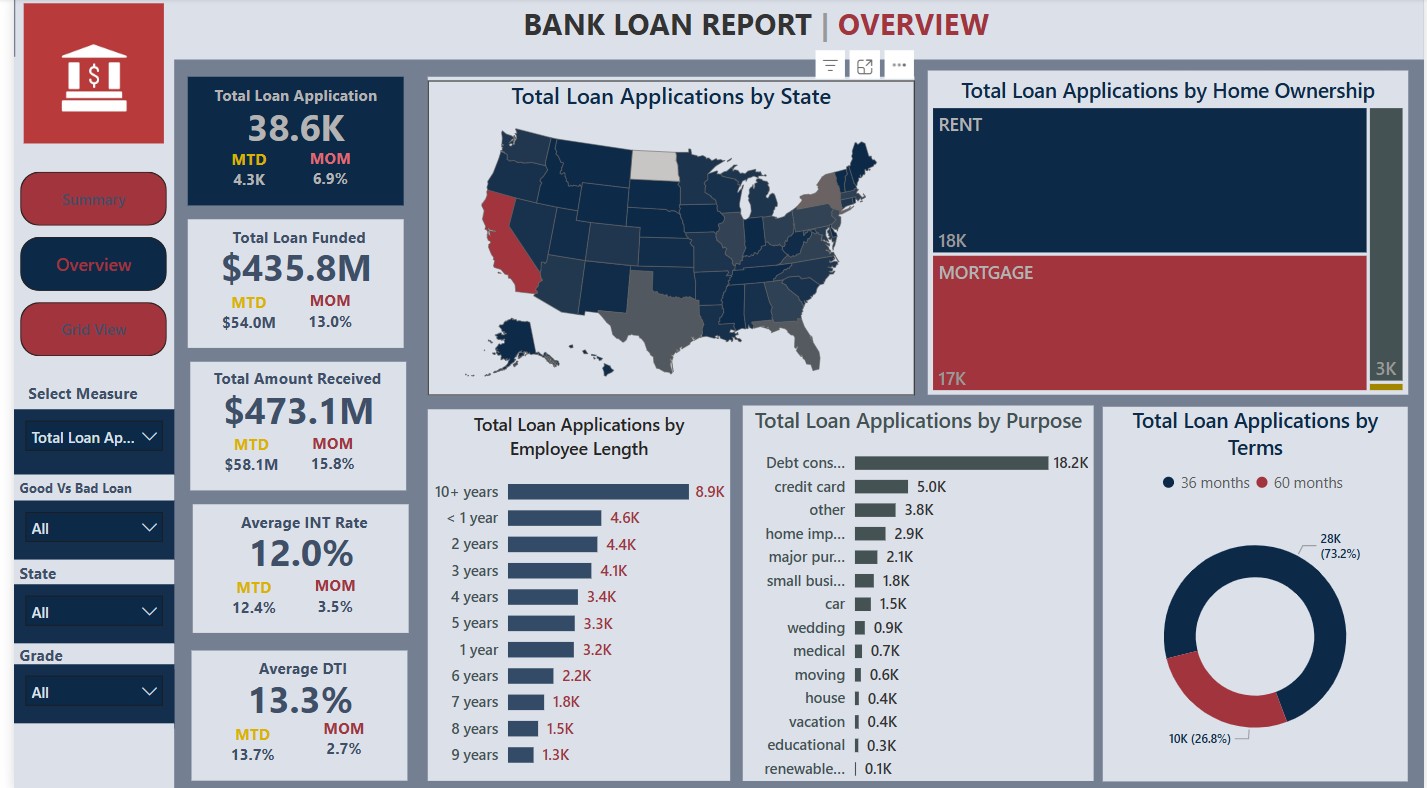 BANK LOAN REPORT | OVERVIEW
$
Summary
Overview
Grid View
Select Measure
Total Loan Ap...
Good Vs Bad Loan
All
State
All
Grade
All
Total Loan Application
38.6K
MTD MOM
4.3K 6.9%
Total Loan Funded
$435.8M
MTD MOM
$54.0M 13.0%
Total Amount Received
$473.1M
MTD MOM
$58.1M 15.8%
Average INT Rate
12.0%
MTD MOM
12.4% 3.5%
Average DTI
13.3%
MTD MOM
13.7% 2.7%
Total Loan Applications by State
Total Loan Applications by Home Ownership
RENT
18K
MORTGAGE
17K
3K
Total Loan Applications by
Employee Length
10+ years 8.9K
< 1 year 4.6K
2 years 4.4K
3 years 4.1K
4 years 3.4K
5 years 3.3K
1 year 3.2K
6 years 2.2K
7 years 1.8K
8 years 1.5K
9 years 1.3K
Total Loan Applications by Purpose
Debt cons... 18.2K
credit card 5.0K
other 3.8K
home imp... 2.9K
major pur... 2.1K
small busi... 1.8K
car 1.5K
wedding 0.9K
medical 0.7K
moving 0.6K
house 0.4K
vacation 0.4K
educational 0.3K
renewable... 0.1K
Total Loan Applications by
Terms
36 months 60 months
28K
(73.2%)
10K (26.8%)